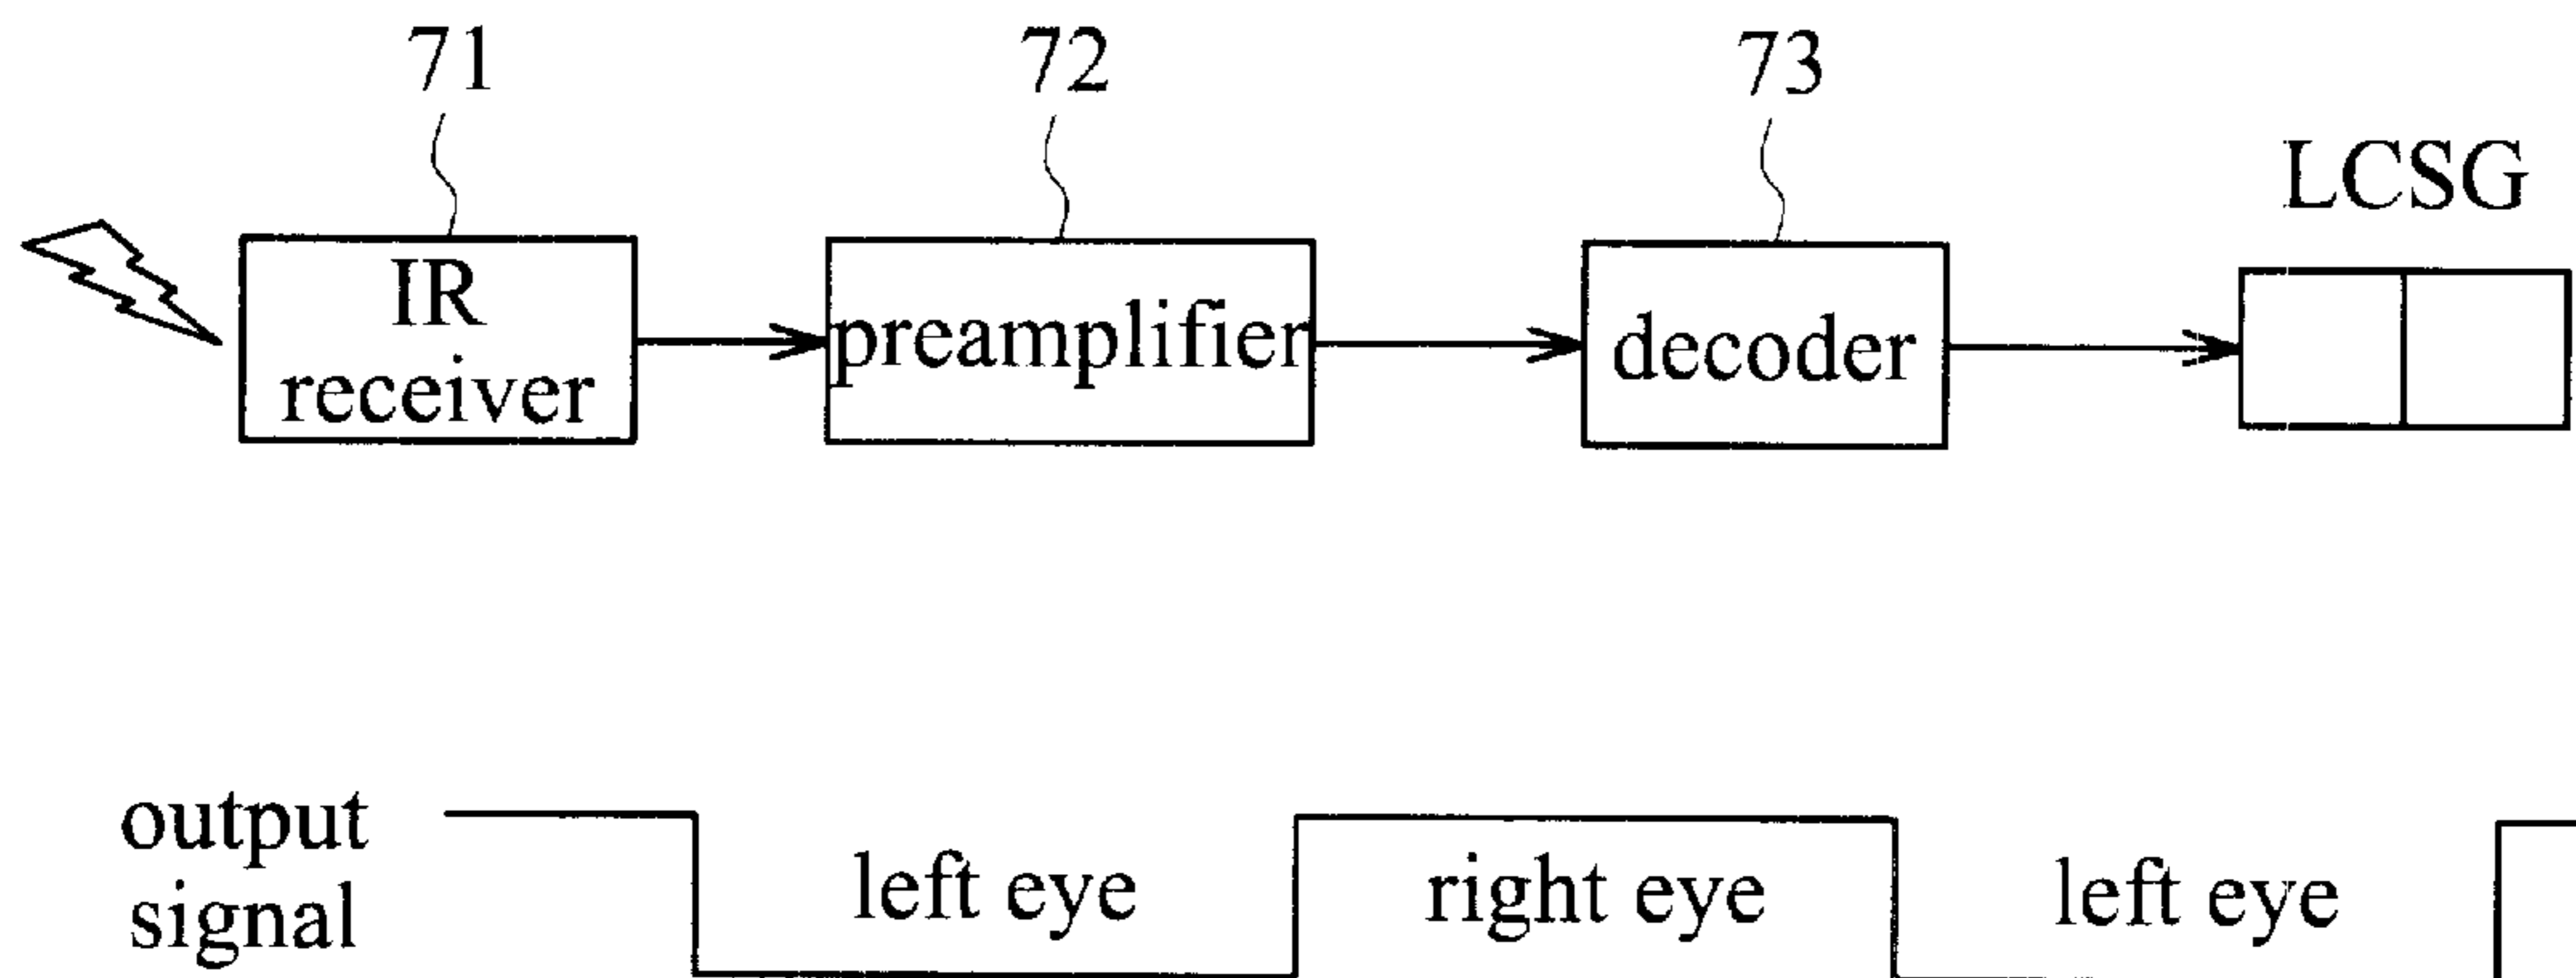 71
72
73
LCSG
IR
receiver
preamplifier
decoder
output
signal
left eye
right eye
left eye